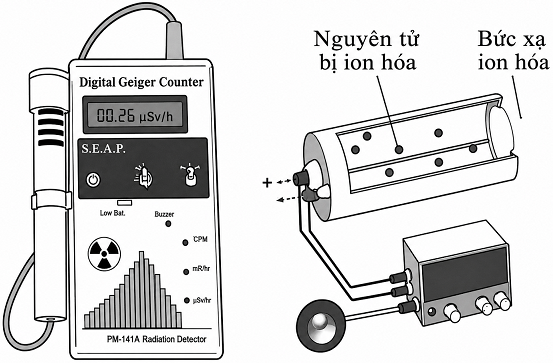 Digital Geiger Counter
00.26 µSv/h
S.E.A.P.
Low Bat.
Buzzer
CPM
mR/hr
µSv/hr
PM-141A Radiation Detector
Nguyên tử
bị ion hóa
Bức xạ
ion hóa
+